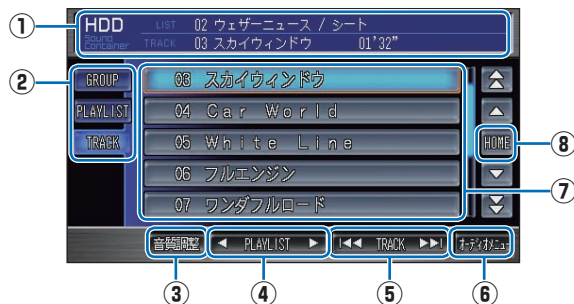 ①
HDD
Sound Container
LIST 02 ウェザーニュース / シート
TRACK 03 スカイウィンドウ 01'32"
②
GROUP
PLAYLIST
TRACK
03 スカイウィンドウ
04 Car World
05 White Line
06 フルエンジン
07 ワンダフルロード
HOME
⑧
⑦
音質調整
◀ PLAYLIST ▶
I◀◀ TRACK ▶▶I
オーディオメニュー
③
④
⑤
⑥